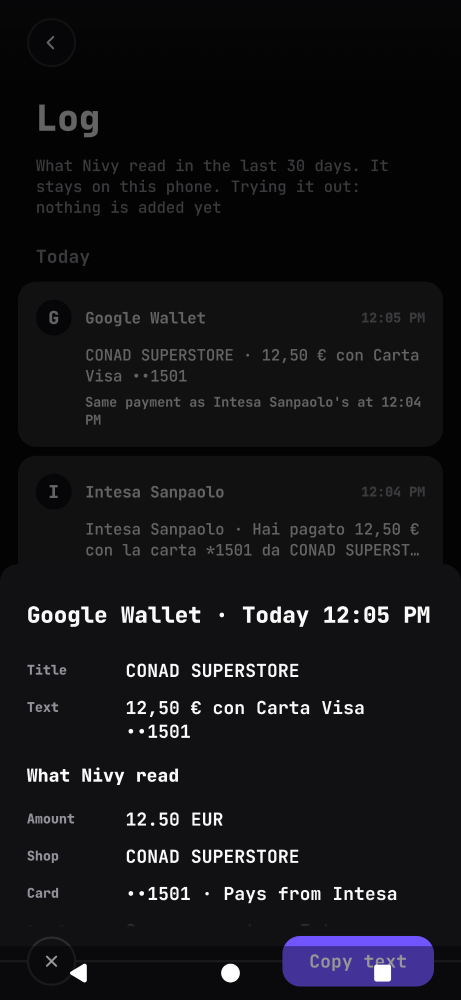 Log
What Nivy read in the last 30 days. It
stays on this phone. Trying it out:
nothing is added yet
Today
G
Google Wallet
12:05 PM
CONAD SUPERSTORE · 12,50 € con Carta
Visa ••1501
Same payment as Intesa Sanpaolo's at 12:04
PM
I
Intesa Sanpaolo
12:04 PM
Intesa Sanpaolo · Hai pagato 12,50 €
con la carta *1501 da CONAD SUPERST…
Google Wallet · Today 12:05 PM
Title
CONAD SUPERSTORE
Text
12,50 € con Carta Visa
••1501
What Nivy read
Amount
12.50 EUR
Shop
CONAD SUPERSTORE
Card
••1501 · Pays from Intesa
Copy text